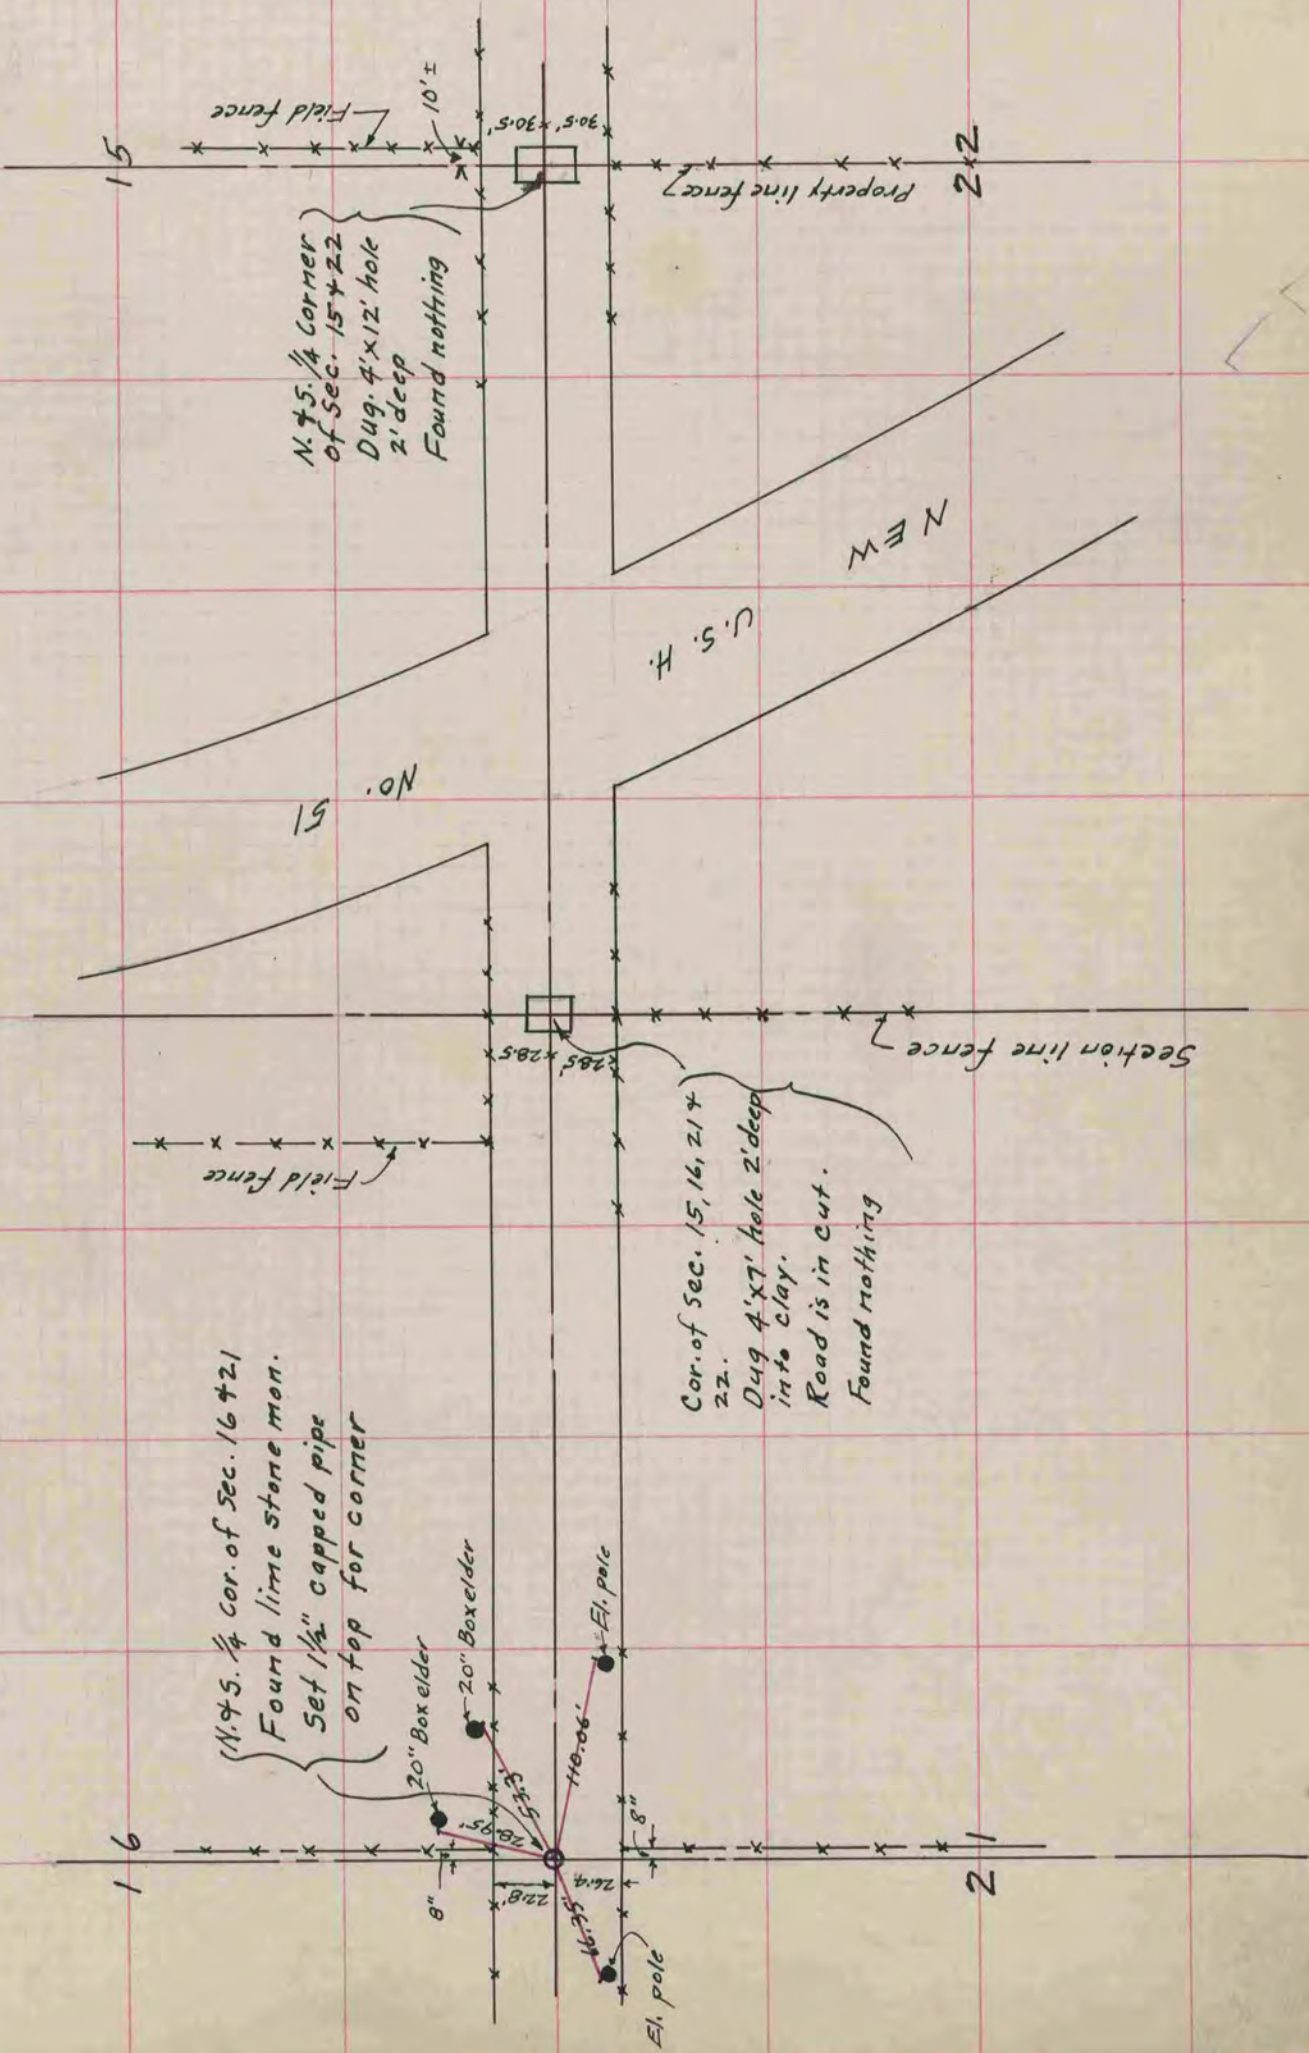 N.&S. 1/4 cor. of sec. 16 & 21
Found lime stone mon.
Set 1 1/2" capped pipe
on top for corner
16
20" Boxelder
20" Boxelder
El. pole
El. pole
28.95'
53.3'
110.06'
66.35'
22.8'
26.4
8"
8"
21
Field fence
28.5
28.5'
Section line fence
Cor. of sec. 15, 16, 21 &
22.
Dug 4'x7' hole 2' deep
into clay.
Road is in cut.
Found nothing
NEW
U.S.H.
NO. 51
N.&S. 1/4 Corner
of sec. 15 & 22
Dug. 4'x12' hole
2' deep
Found nothing
15
Field fence
10'±
30.5'
30.5'
Property line fence
22